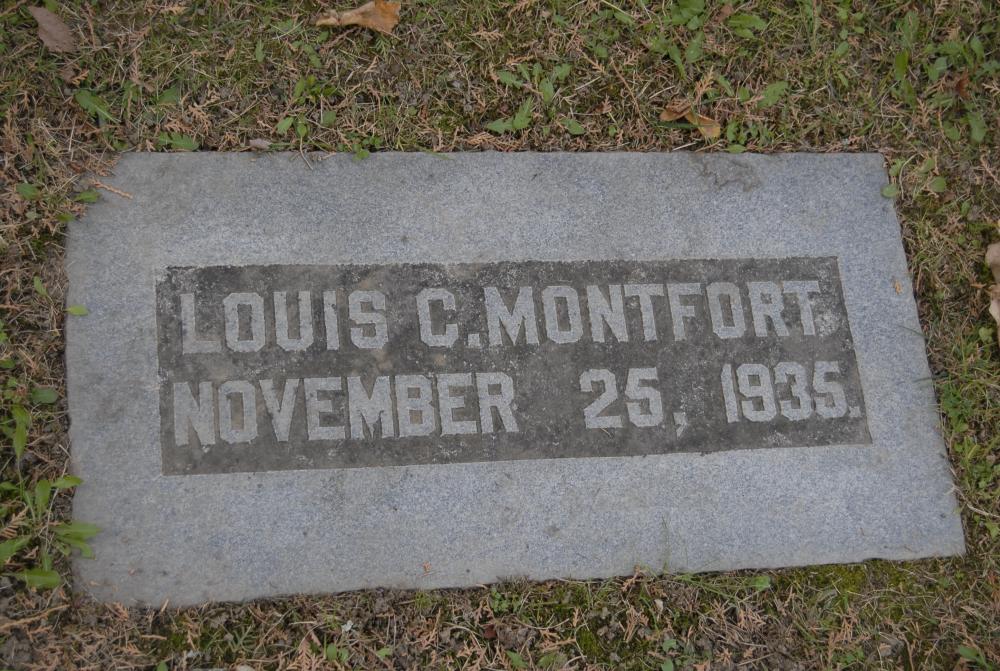 LOUIS C. MONTFORT
NOVEMBER 25, 1935.